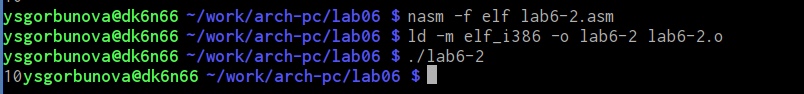 ysgorbunova@dk6n66 ~/work/arch-pc/lab06 $ nasm -f elf lab6-2.asm
ysgorbunova@dk6n66 ~/work/arch-pc/lab06 $ ld -m elf_i386 -o lab6-2 lab6-2.o
ysgorbunova@dk6n66 ~/work/arch-pc/lab06 $ ./lab6-2
10ysgorbunova@dk6n66 ~/work/arch-pc/lab06 $